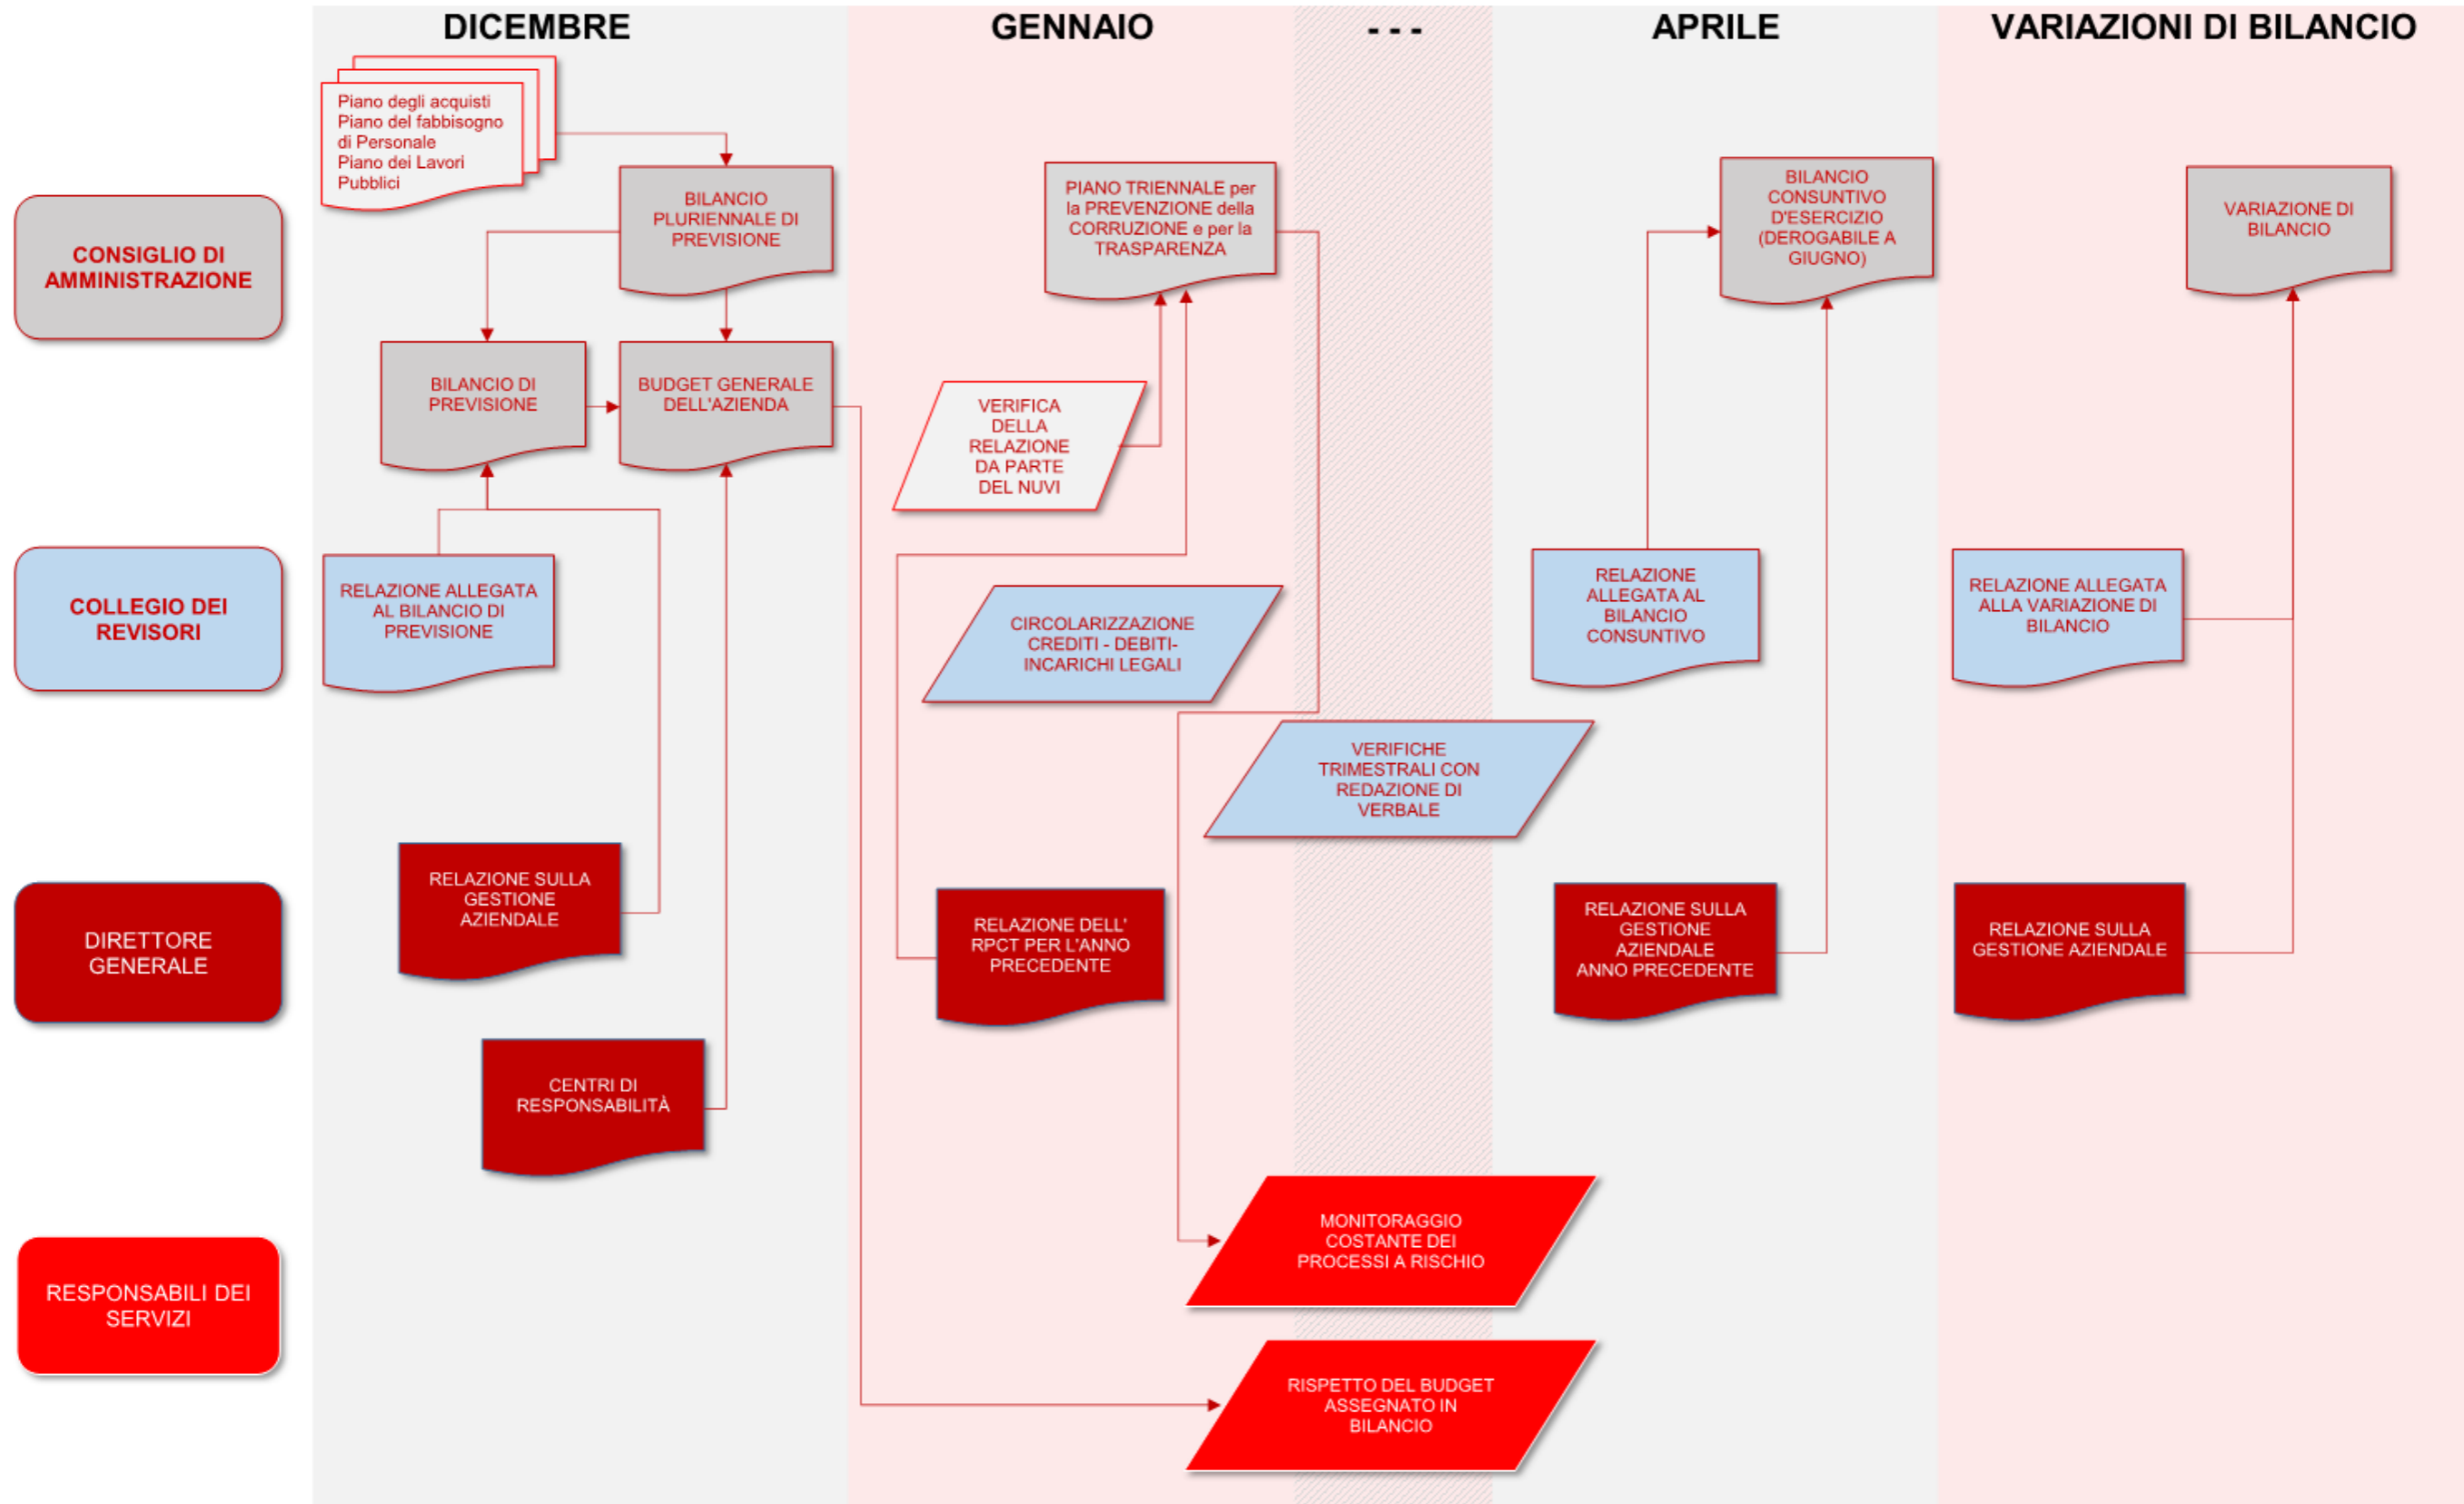 DICEMBRE
GENNAIO
- - -
APRILE
VARIAZIONI DI BILANCIO
Piano degli acquisti
Piano del fabbisogno
di Personale
Piano dei Lavori
Pubblici
CONSIGLIO DI
AMMINISTRAZIONE
BILANCIO
PLURIENNALE DI
PREVISIONE
PIANO TRIENNALE per
la PREVENZIONE della
CORRUZIONE e per la
TRASPARENZA
BILANCIO
CONSUNTIVO
D'ESERCIZIO
(DEROGABILE A
GIUGNO)
VARIAZIONE DI
BILANCIO
BILANCIO DI
PREVISIONE
BUDGET GENERALE
DELL'AZIENDA
VERIFICA
DELLA
RELAZIONE
DA PARTE
DEL NUVI
COLLEGIO DEI
REVISORI
RELAZIONE ALLEGATA
AL BILANCIO DI
PREVISIONE
CIRCOLARIZZAZIONE
CREDITI - DEBITI-
INCARICHI LEGALI
RELAZIONE
ALLEGATA AL
BILANCIO
CONSUNTIVO
RELAZIONE ALLEGATA
ALLA VARIAZIONE DI
BILANCIO
VERIFICHE
TRIMESTRALI CON
REDAZIONE DI
VERBALE
DIRETTORE
GENERALE
RELAZIONE SULLA
GESTIONE
AZIENDALE
RELAZIONE DELL'
RPCT PER L'ANNO
PRECEDENTE
RELAZIONE SULLA
GESTIONE
AZIENDALE
ANNO PRECEDENTE
RELAZIONE SULLA
GESTIONE AZIENDALE
CENTRI DI
RESPONSABILITÀ
RESPONSABILI DEI
SERVIZI
MONITORAGGIO
COSTANTE DEI
PROCESSI A RISCHIO
RISPETTO DEL BUDGET
ASSEGNATO IN
BILANCIO